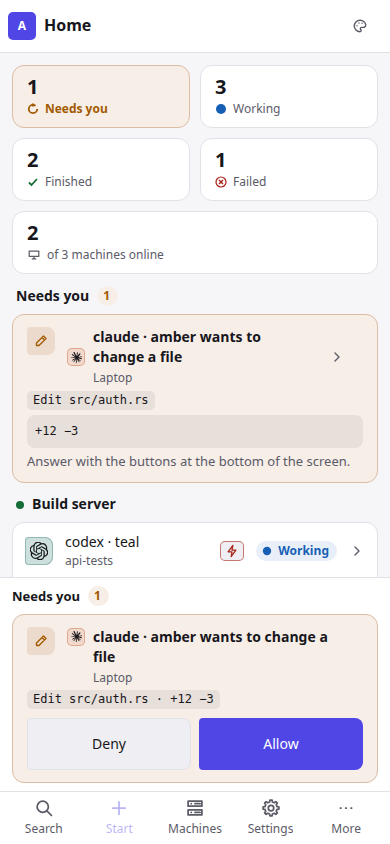 A Home
1
Needs you
3
Working
2
Finished
1
Failed
2
of 3 machines online
Needs you 1
claude · amber wants to
change a file
Laptop
Edit src/auth.rs
+12 −3
Answer with the buttons at the bottom of the screen.
Build server
codex · teal
api-tests
Working
Needs you 1
claude · amber wants to change a
file
Laptop
Edit src/auth.rs · +12 −3
Deny
Allow
Search
Start
Machines
Settings
More